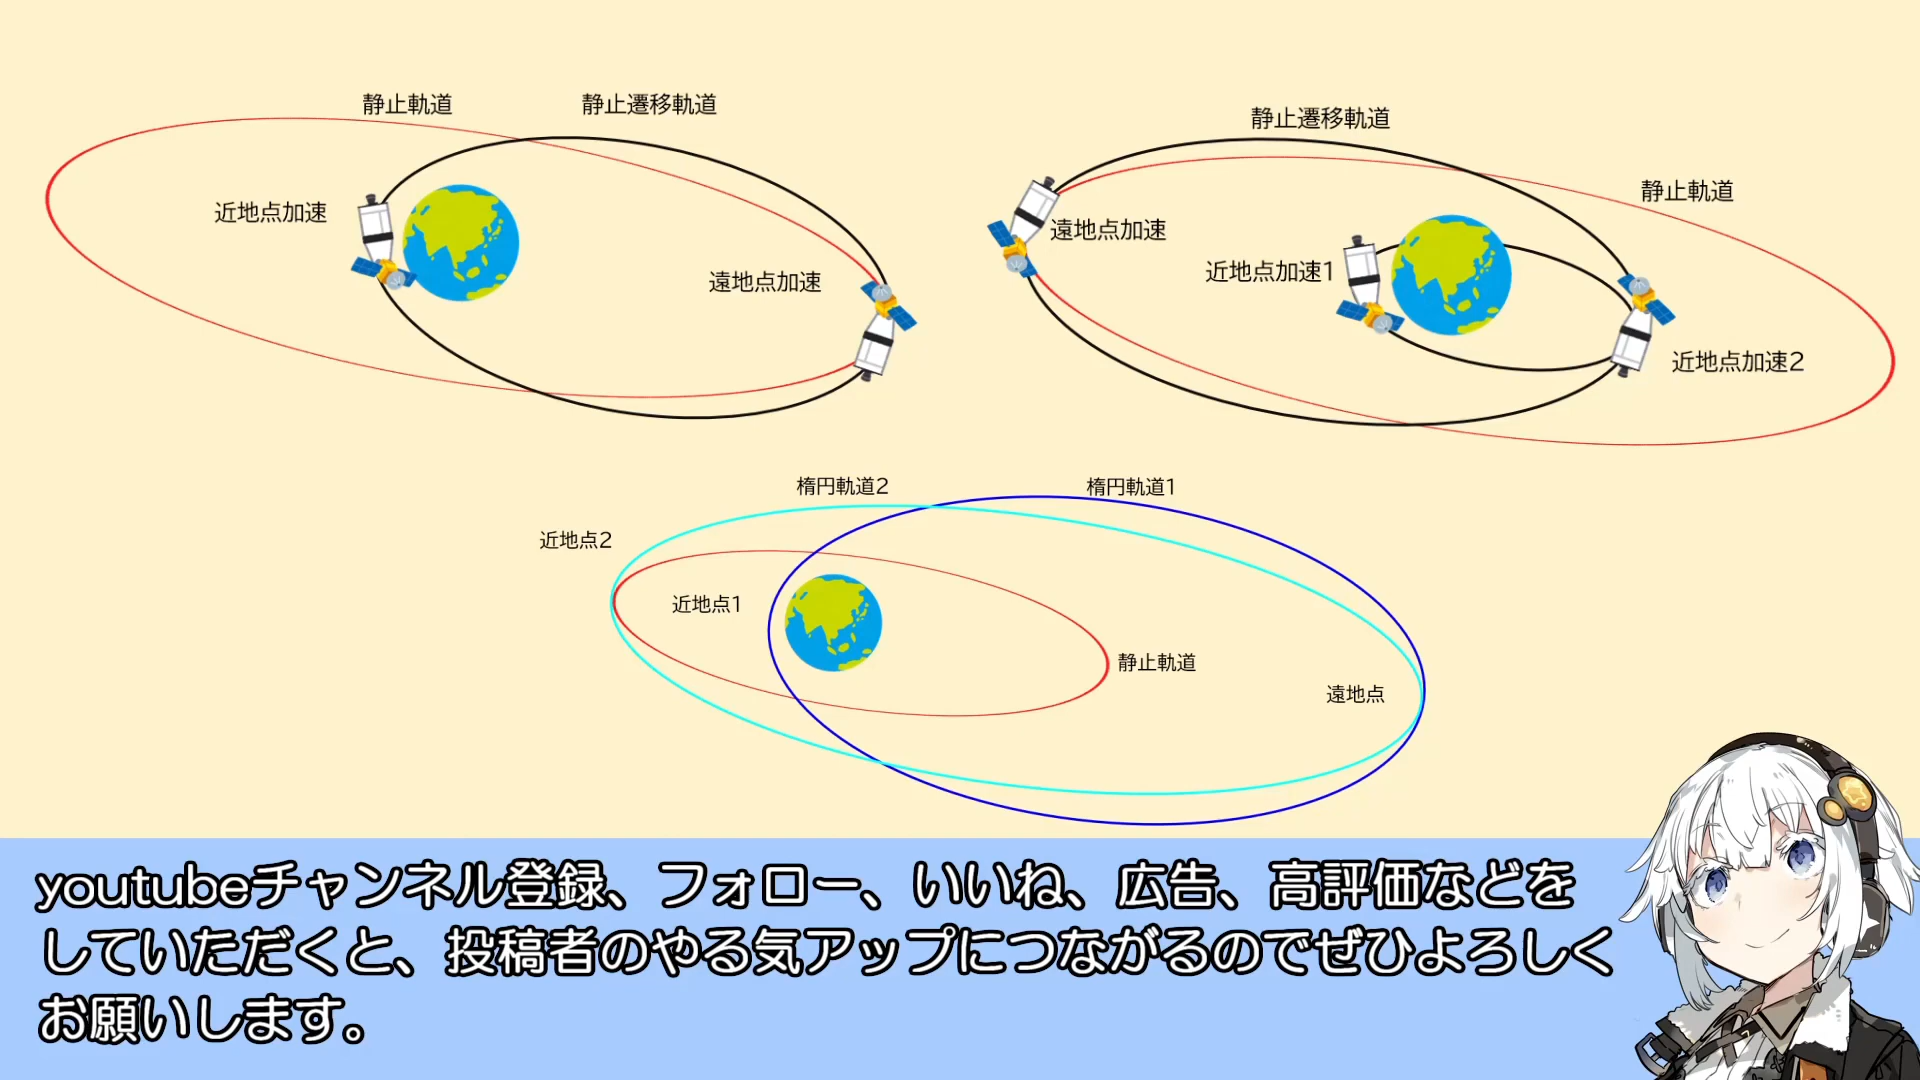 静止軌道
静止遷移軌道
近地点加速
遠地点加速
静止遷移軌道
静止軌道
遠地点加速
近地点加速1
近地点加速2
楕円軌道2
楕円軌道1
近地点2
近地点1
静止軌道
遠地点
youtubeチャンネル登録、フォロー、いいね、広告、高評価などを
していただくと、投稿者のやる気アップにつながるのでぜひよろしく
お願いします。